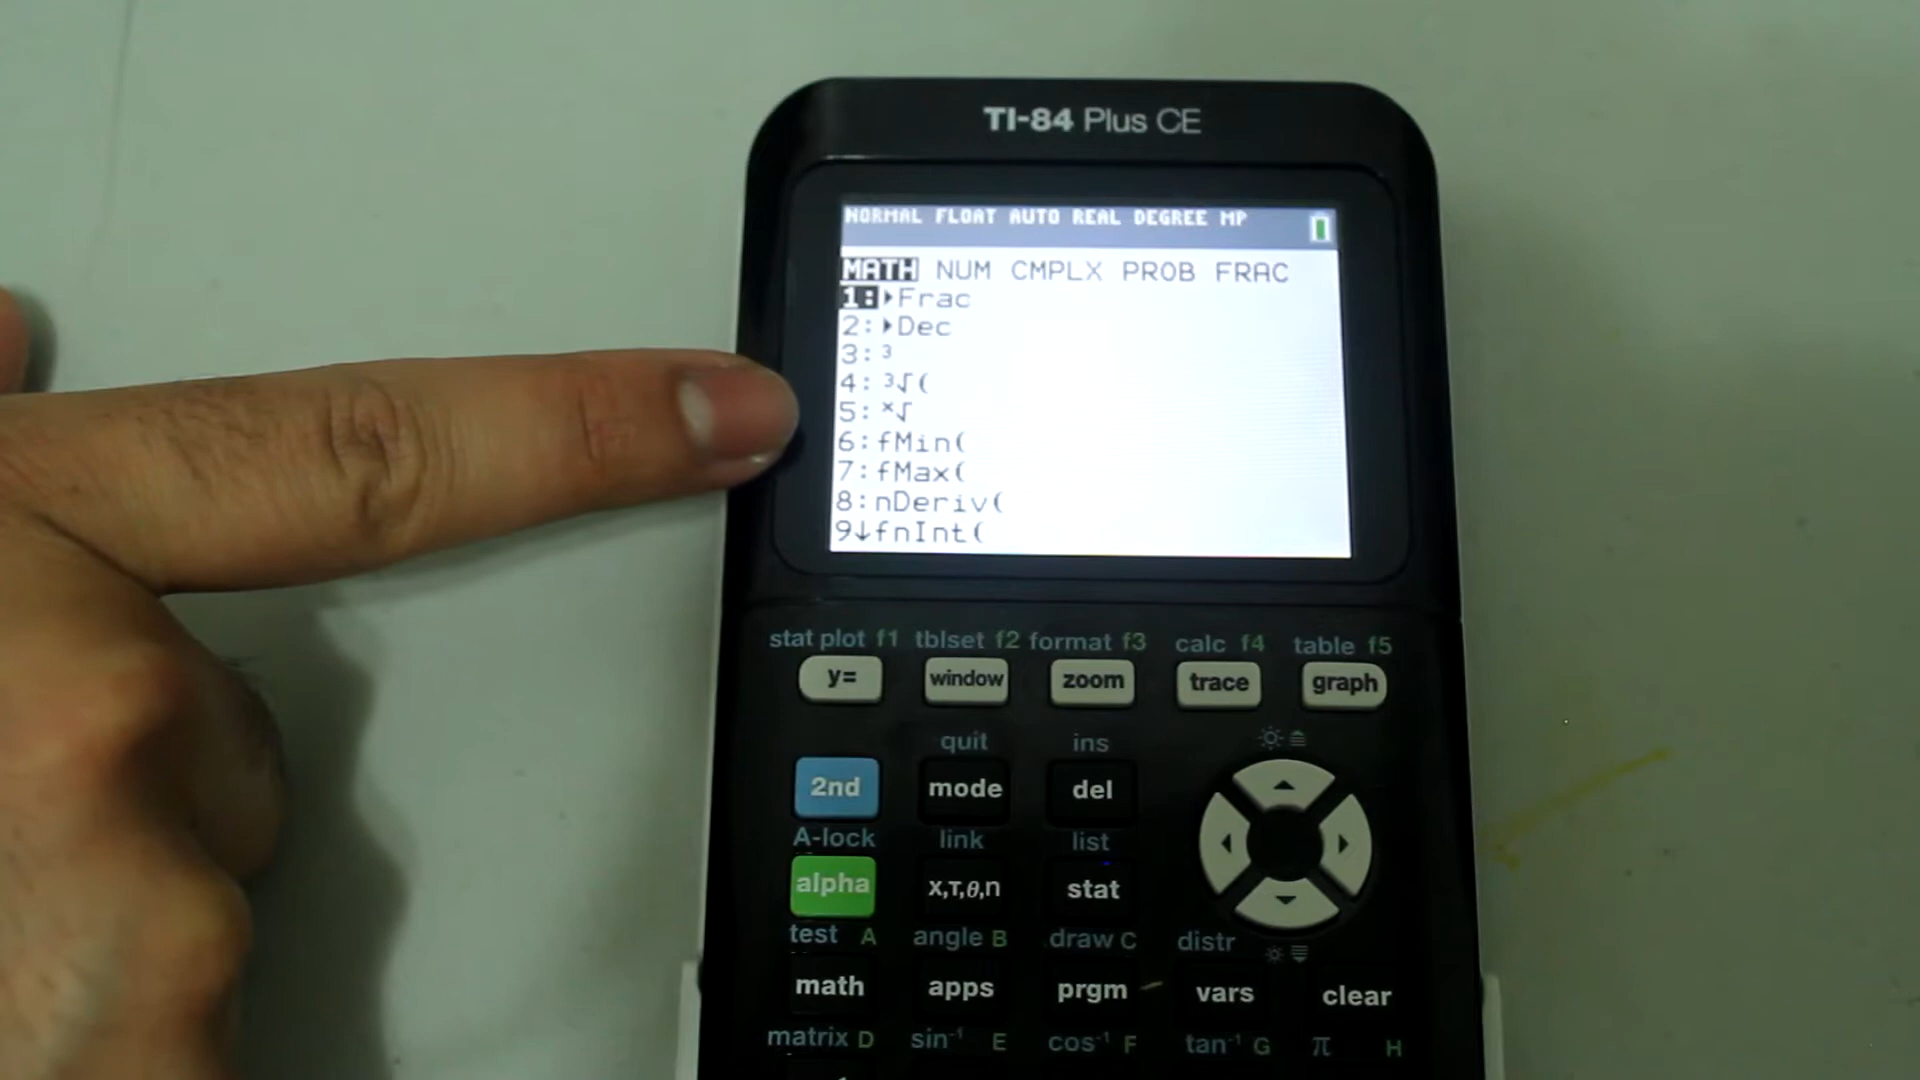 TI-84 Plus CE
NORMAL FLOAT AUTO REAL DEGREE MP
MATH NUM CMPLX PROB FRAC
1:▶Frac
2:▶Dec
3:³
4:³√(
5:ˣ√
6:fMin(
7:fMax(
8:nDeriv(
9↓fnInt(
stat plot f1 tblset f2 format f3 calc f4 table f5
y= window zoom trace graph
quit ins
2nd mode del
A-lock link list
alpha X,T,θ,n stat
test A angle B draw C distr
math apps prgm vars clear
matrix D sin⁻¹ E cos⁻¹ F tan⁻¹ G π H